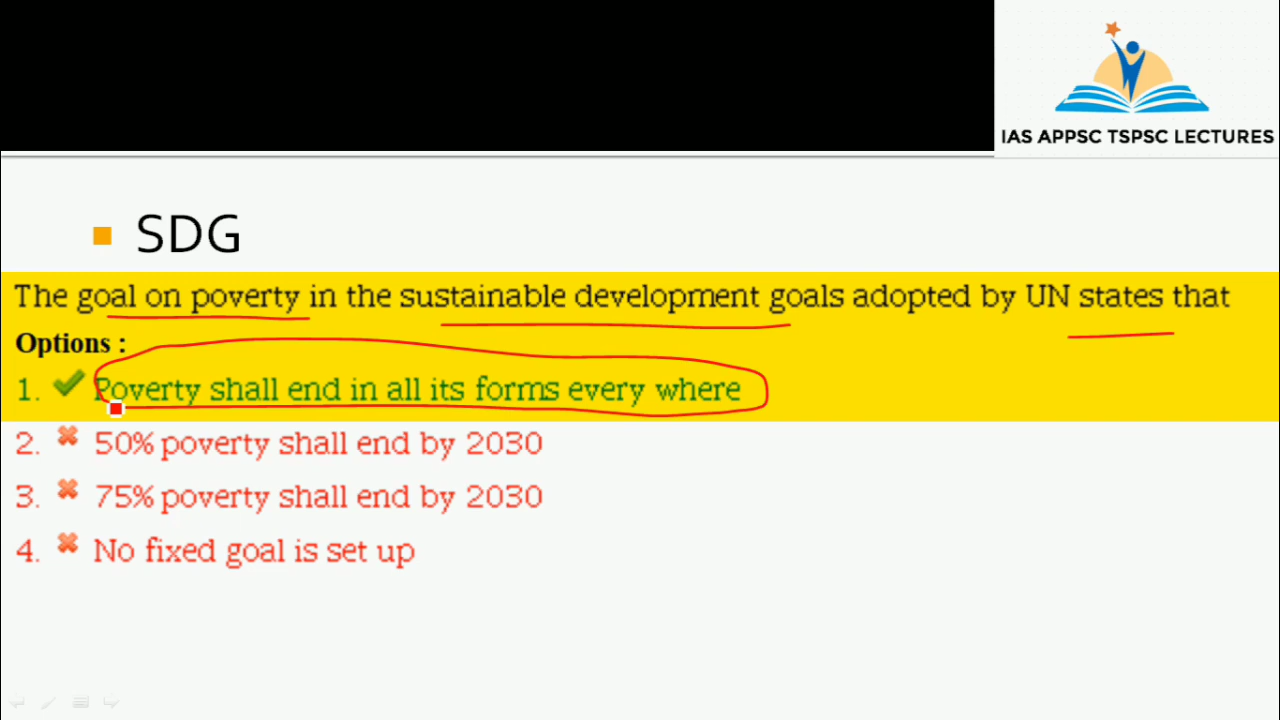 IAS APPSC TSPSC LECTURES
SDG
The goal on poverty in the sustainable development goals adopted by UN states that
Options :
1. Poverty shall end in all its forms every where
2. 50% poverty shall end by 2030
3. 75% poverty shall end by 2030
4. No fixed goal is set up